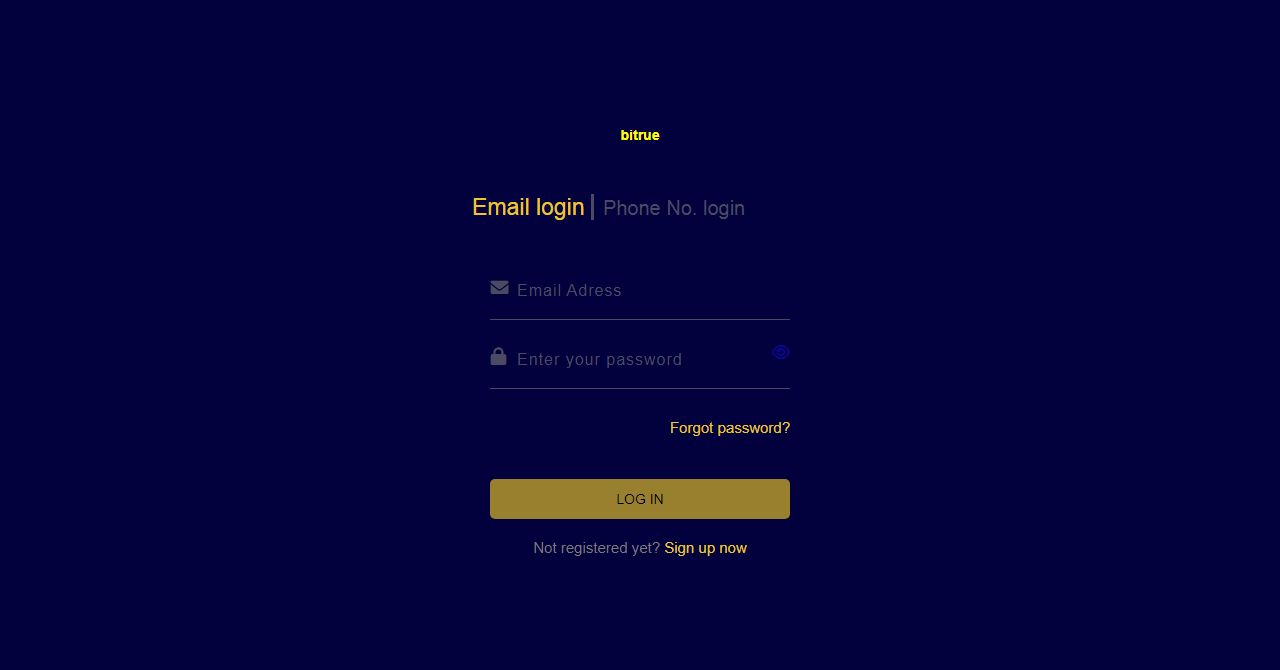 bitrue
Email login | Phone No. login
Email Adress
Enter your password
Forgot password?
LOG IN
Not registered yet? Sign up now